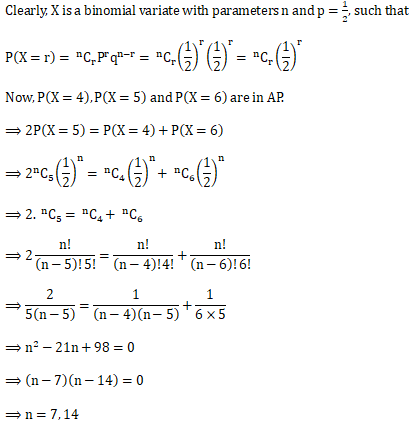 Clearly, X is a binomial variate with parameters n and p = 1/2, such that
P(X = r) = ⁿCᵣPʳqⁿ⁻ʳ = ⁿCᵣ(1/2)ʳ(1/2)ʳ = ⁿCᵣ(1/2)ʳ
Now, P(X = 4), P(X = 5) and P(X = 6) are in AP.
⟹ 2P(X = 5) = P(X = 4) + P(X = 6)
⟹ 2ⁿC₅(1/2)ⁿ = ⁿC₄(1/2)ⁿ + ⁿC₆(1/2)ⁿ
⟹ 2. ⁿC₅ = ⁿC₄ + ⁿC₆
⟹ 2 n!/((n − 5)! 5!) = n!/((n − 4)! 4!) + n!/((n − 6)! 6!)
⟹ 2/(5(n − 5)) = 1/((n − 4)(n − 5)) + 1/(6 × 5)
⟹ n² − 21n + 98 = 0
⟹ (n − 7)(n − 14) = 0
⟹ n = 7, 14